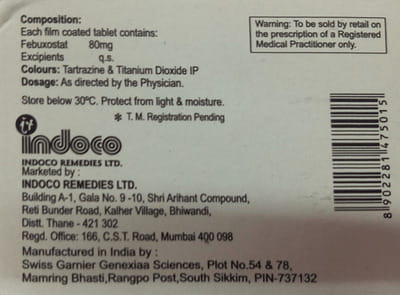 Composition:
Each film coated tablet contains:
Febuxostat 80mg
Excipients q.s.
Colours: Tartrazine & Titanium Dioxide IP
Dosage: As directed by the Physician.
Warning: To be sold by retail on
the prescription of a Registered
Medical Practitioner only.
Store below 30ºC. Protect from light & moisture.
* T. M. Registration Pending
indoco
INDOCO REMEDIES LTD.
Marketed by :
INDOCO REMEDIES LTD.
Building A-1, Gala No. 9 -10, Shri Arihant Compound,
Reti Bunder Road, Kalher Village, Bhiwandi,
Distt. Thane - 421 302
Regd. Office: 166, C.S.T. Road, Mumbai 400 098
Manufactured in India by :
Swiss Garnier Genexiaa Sciences, Plot No.54 & 78,
Mamring Bhasti,Rangpo Post,South Sikkim, PIN-737132
8 902281 475015